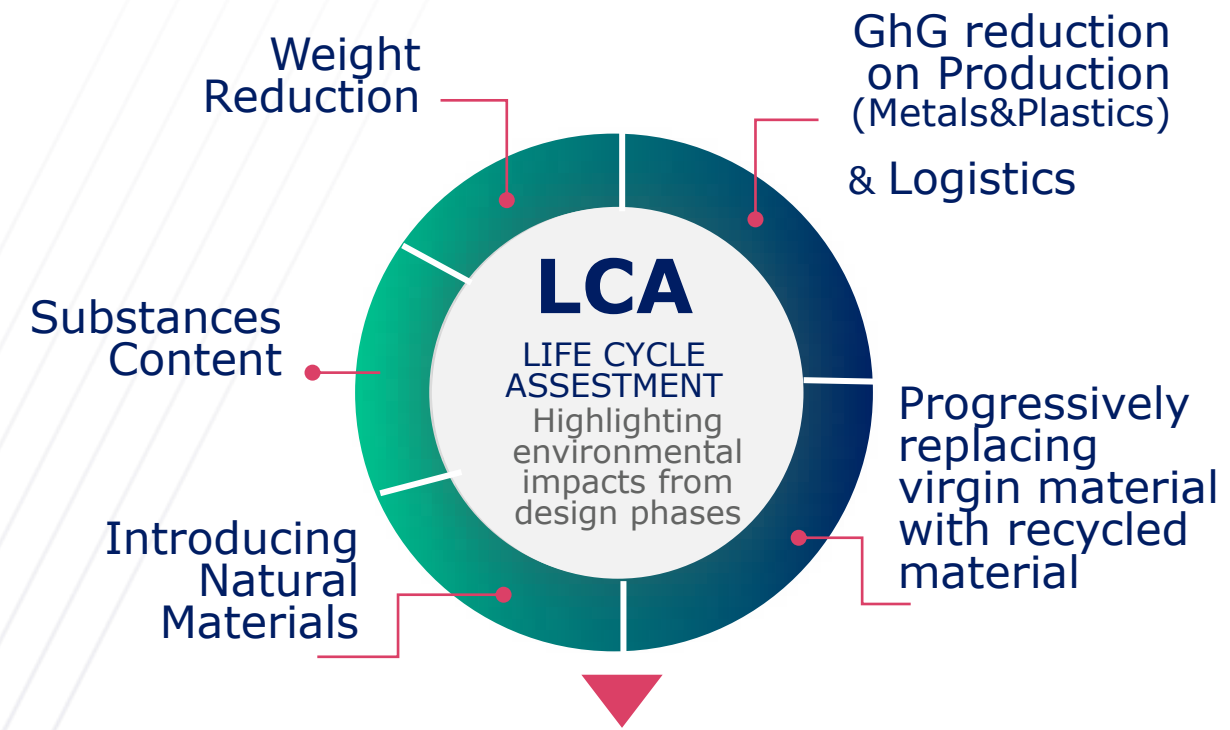 Weight
Reduction
GhG reduction
on Production
(Metals&Plastics)
& Logistics
LCA
LIFE CYCLE
ASSESTMENT
Highlighting
environmental
impacts from
design phases
Substances
Content
Progressively
replacing
virgin material
with recycled
material
Introducing
Natural
Materials